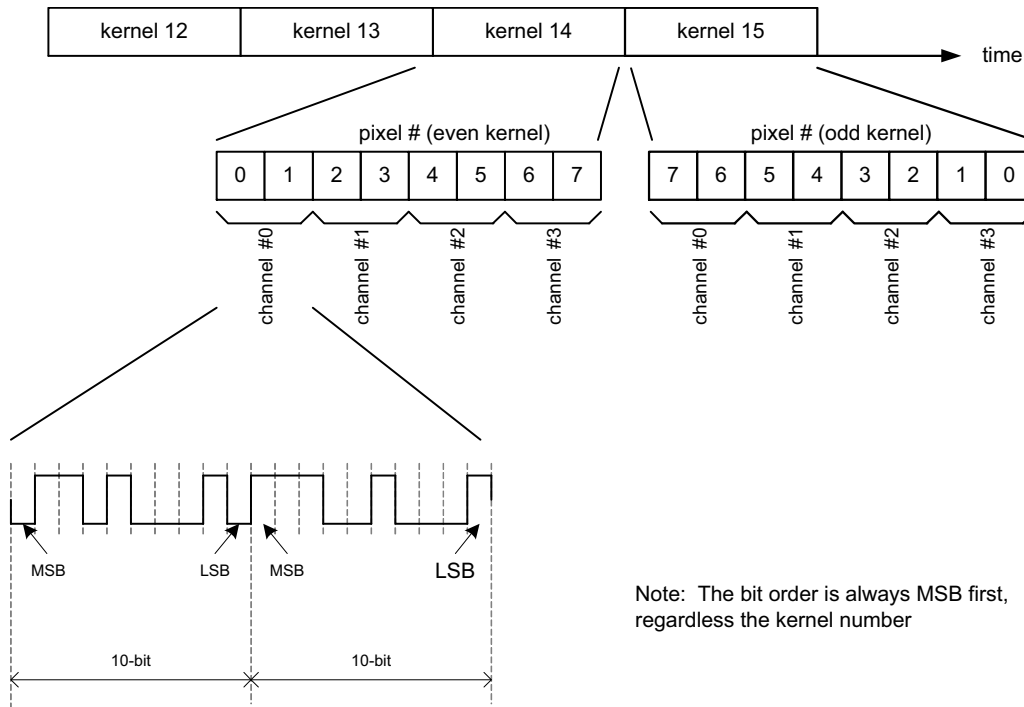 kernel 12 kernel 13 kernel 14 kernel 15
time
pixel # (even kernel) pixel # (odd kernel)
0 1 2 3 4 5 6 7 7 6 5 4 3 2 1 0
channel #0 channel #1 channel #2 channel #3 channel #0 channel #1 channel #2 channel #3
MSB LSB MSB LSB
Note: The bit order is always MSB first,
regardless the kernel number
10-bit 10-bit